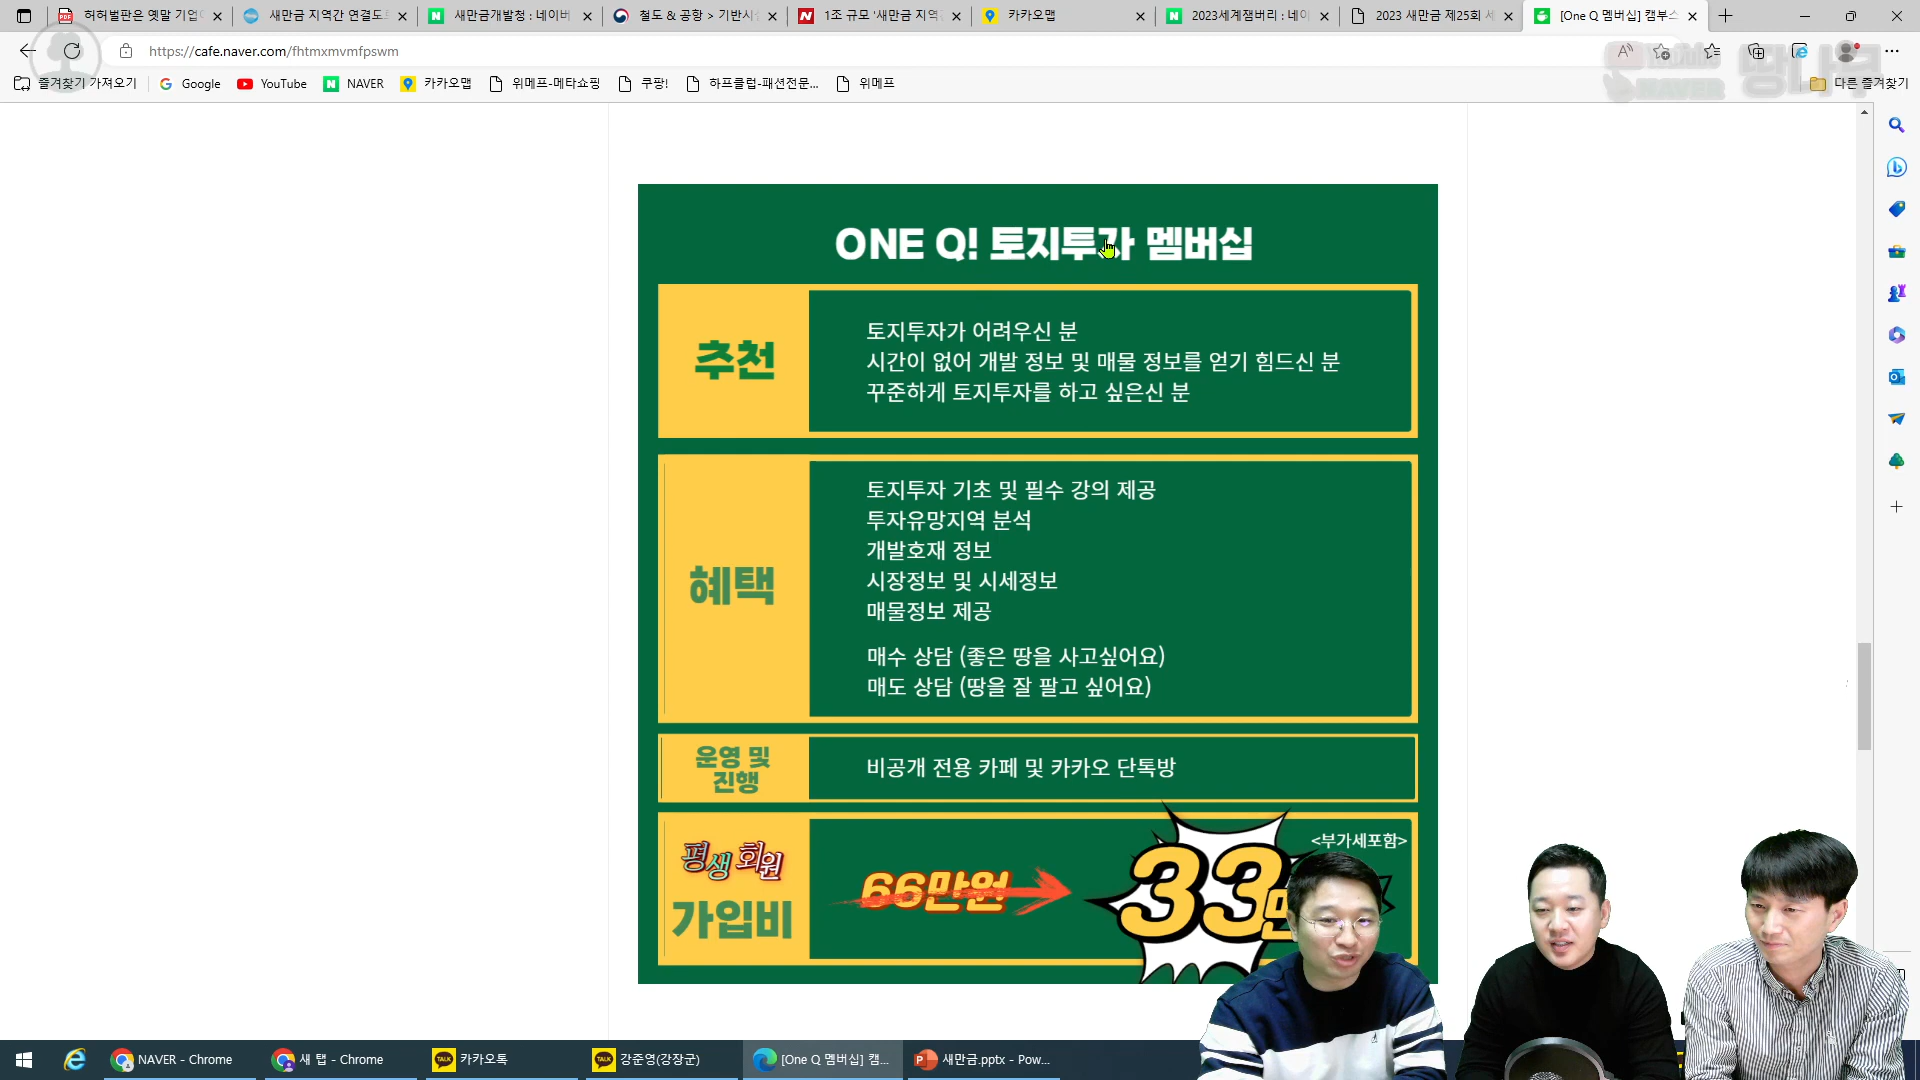 허허벌판은 옛말 기업이
새만금 지역간 연결도로
새만금개발청 : 네이버
철도 & 공항 > 기반시설
1조 규모 '새만금 지역간
카카오맵
2023세계잼버리 : 네이
2023 새만금 제25회 세
[One Q 멤버십] 캠부스
https://cafe.naver.com/fhtmxmvmfpswm
즐겨찾기 가져오기
Google
YouTube
NAVER
카카오맵
위메프-메타쇼핑
쿠팡!
하프클럽-패션전문...
위메프
다른 즐겨찾기
ONE Q! 토지투자 멤버십
추천
토지투자가 어려우신 분
시간이 없어 개발 정보 및 매물 정보를 얻기 힘드신 분
꾸준하게 토지투자를 하고 싶은신 분
혜택
토지투자 기초 및 필수 강의 제공
투자유망지역 분석
개발호재 정보
시장정보 및 시세정보
매물정보 제공
매수 상담 (좋은 땅을 사고싶어요)
매도 상담 (땅을 잘 팔고 싶어요)
운영 및
진행
비공개 전용 카페 및 카카오 단톡방
평생 회원
가입비
66만원
33만
<부가세포함>
NAVER - Chrome
새 탭 - Chrome
카카오톡
강준영(강장군)
[One Q 멤버십] 캠...
새만금.pptx - Pow...